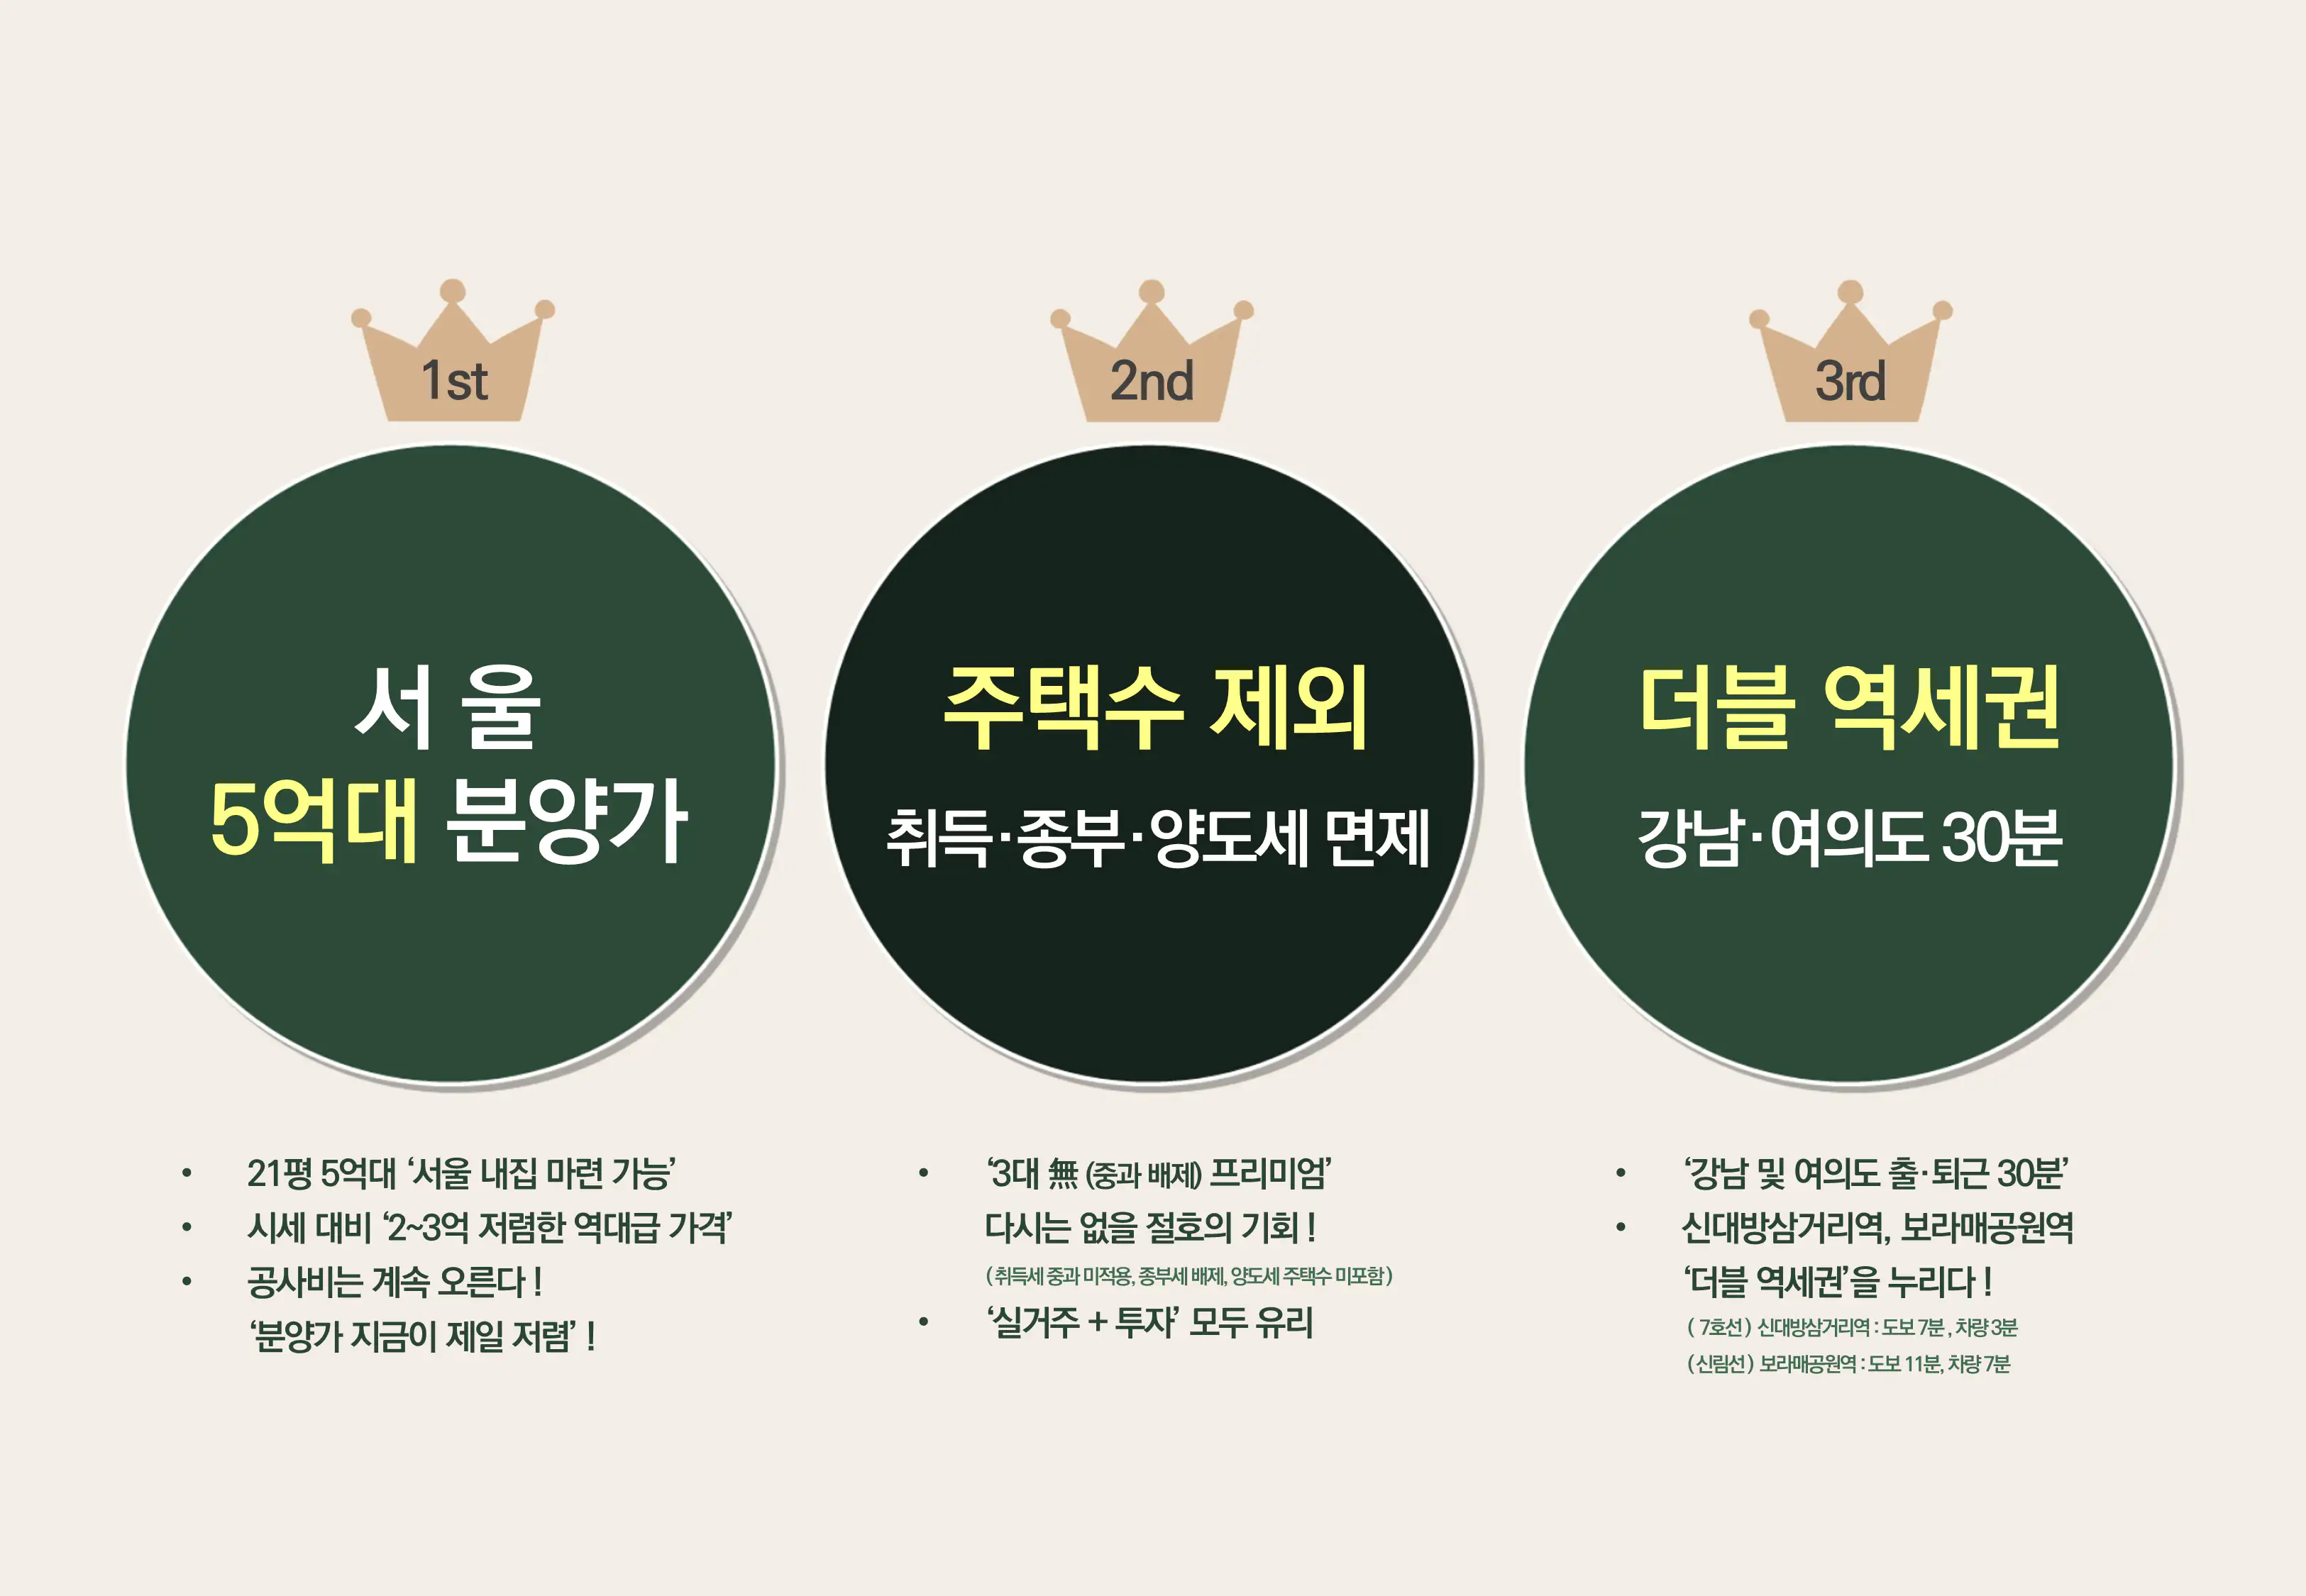 1st
서 울
5억대 분양가
• 21평 5억대 ‘서울 내집 마련 가능’
• 시세 대비 ‘2~3억 저렴한 역대급 가격’
• 공사비는 계속 오른다 !
‘분양가 지금이 제일 저렴’ !
2nd
주택수 제외
취득·종부·양도세 면제
• ‘3대 無 (중과 배제) 프리미엄’
다시는 없을 절호의 기회 !
( 취득세 중과 미적용, 종부세 배제, 양도세 주택수 미포함 )
• ‘실거주 + 투자’ 모두 유리
3rd
더블 역세권
강남·여의도 30분
• ‘강남 및 여의도 출·퇴근 30분’
• 신대방삼거리역, 보라매공원역
‘더블 역세권’을 누리다 !
( 7호선 ) 신대방삼거리역 : 도보 7분 , 차량 3분
( 신림선 ) 보라매공원역 : 도보 11분, 차량 7분